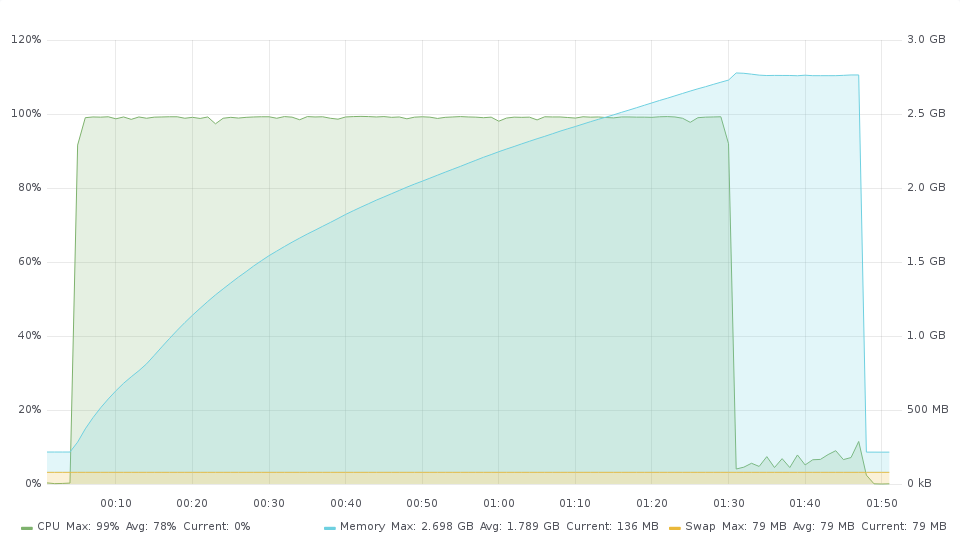 120% 3.0 GB
100% 2.5 GB
80% 2.0 GB
60% 1.5 GB
40% 1.0 GB
20% 500 MB
0% 0 kB
00:10 00:20 00:30 00:40 00:50 01:00 01:10 01:20 01:30 01:40 01:50
CPU Max: 99% Avg: 78% Current: 0% Memory Max: 2.698 GB Avg: 1.789 GB Current: 136 MB Swap Max: 79 MB Avg: 79 MB Current: 79 MB